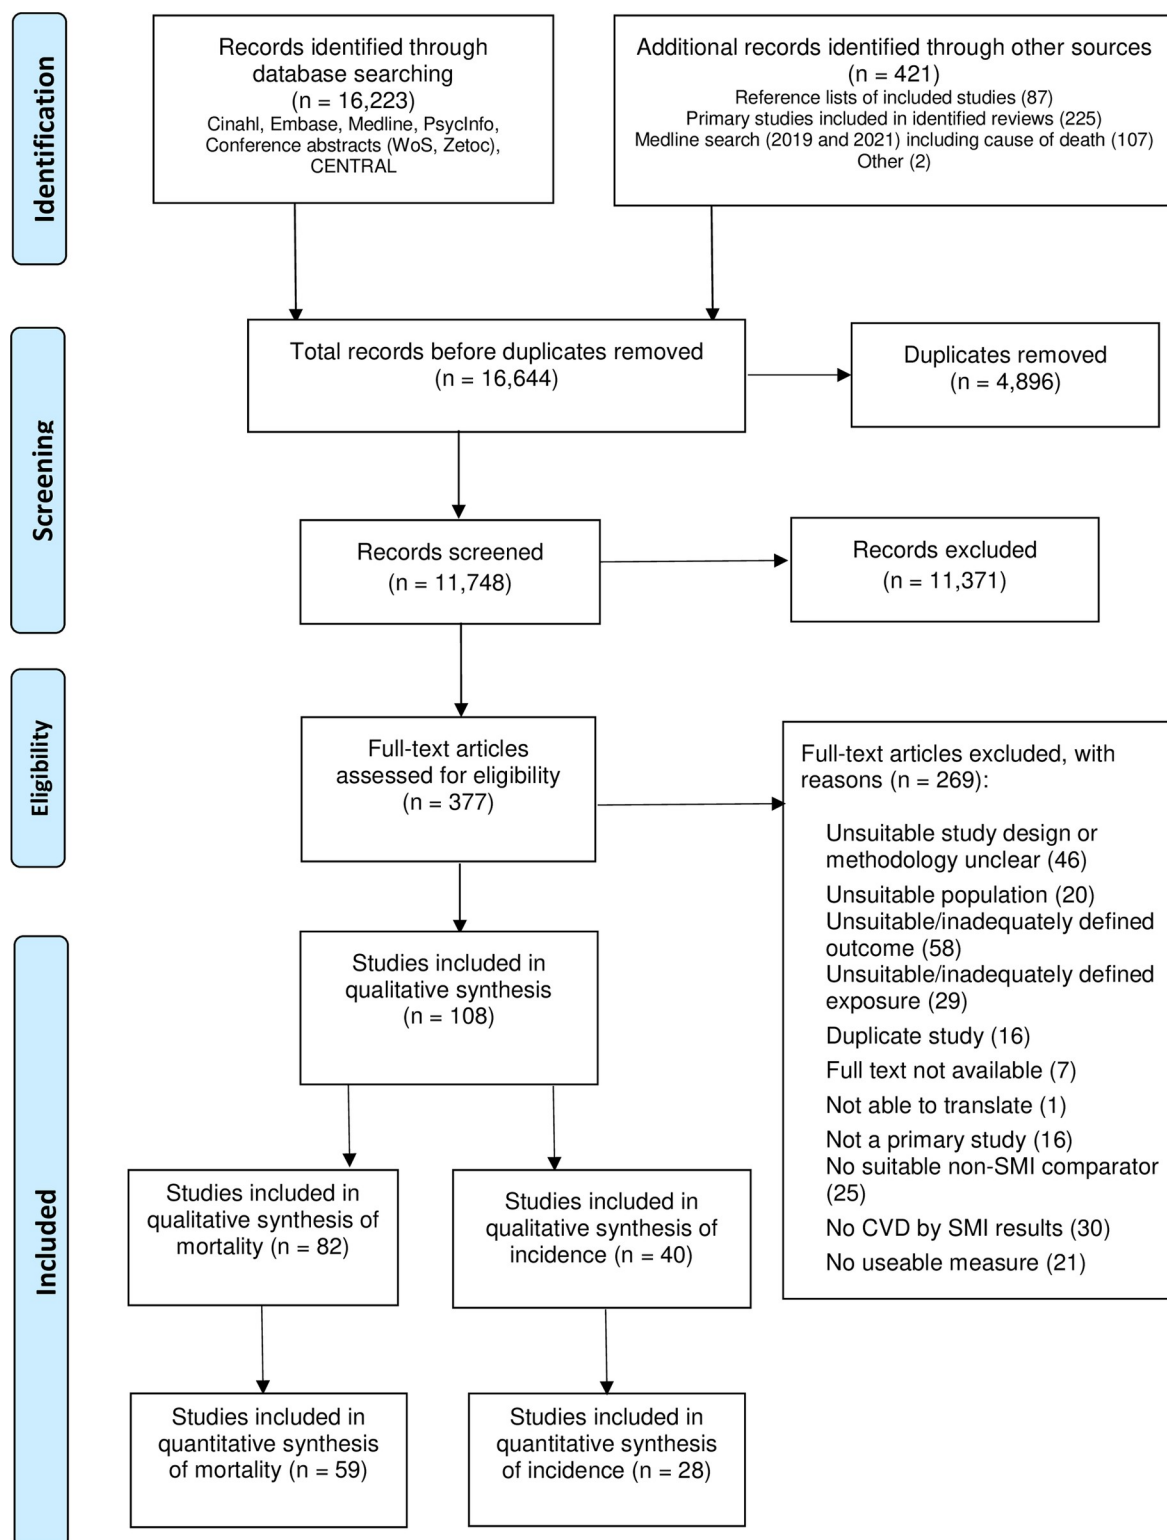 Identification
Records identified through
database searching
(n = 16,223)
Cinahl, Embase, Medline, PsycInfo,
Conference abstracts (WoS, Zetoc),
CENTRAL
Additional records identified through other sources
(n = 421)
Reference lists of included studies (87)
Primary studies included in identified reviews (225)
Medline search (2019 and 2021) including cause of death (107)
Other (2)
Screening
Total records before duplicates removed
(n = 16,644)
Duplicates removed
(n = 4,896)
Records screened
(n = 11,748)
Records excluded
(n = 11,371)
Eligibility
Full-text articles
assessed for eligibility
(n = 377)
Full-text articles excluded, with
reasons (n = 269):
Unsuitable study design or
methodology unclear (46)
Unsuitable population (20)
Unsuitable/inadequately defined
outcome (58)
Unsuitable/inadequately defined
exposure (29)
Duplicate study (16)
Full text not available (7)
Not able to translate (1)
Not a primary study (16)
No suitable non-SMI comparator
(25)
No CVD by SMI results (30)
No useable measure (21)
Included
Studies included in
qualitative synthesis
(n = 108)
Studies included in
qualitative synthesis of
mortality (n = 82)
Studies included in
qualitative synthesis of
incidence (n = 40)
Studies included in
quantitative synthesis
of mortality (n = 59)
Studies included in
quantitative synthesis
of incidence (n = 28)